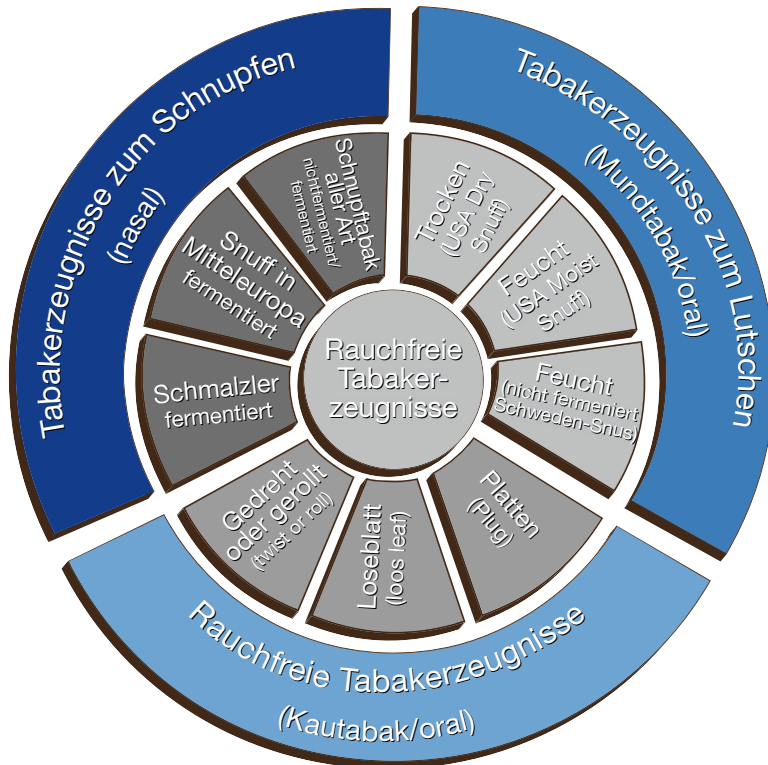 Tabakerzeugnisse zum Schnupfen
(nasal)
Tabakerzeugnisse zum Lutschen
(Mundtabak/oral)
Rauchfreie Tabakerzeugnisse
(Kautabak/oral)
Schnupftabak
aller Art
nichtfermentiert/
fermentiert
Snuff in
Mitteleuropa
fermentiert
Schmalzler
fermentiert
Trocken
(USA Dry
Snuff)
Feucht
(USA Moist
Snuff)
Feucht
(nicht fermeniert
Schweden-Snus)
Platten
(Plug)
Loseblatt
(loos leaf)
Gedreht
oder gerollt
(twist or roll)
Rauchfreie
Tabaker-
zeugnisse